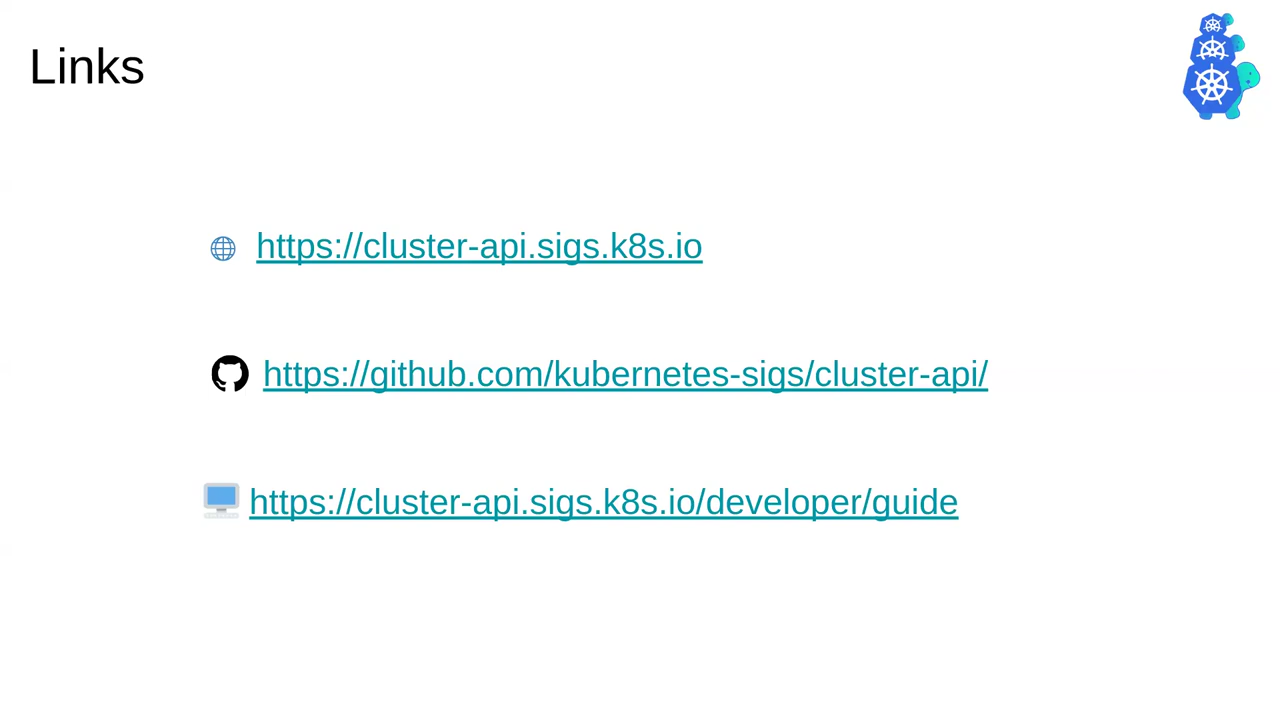 Links
https://cluster-api.sigs.k8s.io
https://github.com/kubernetes-sigs/cluster-api/
https://cluster-api.sigs.k8s.io/developer/guide